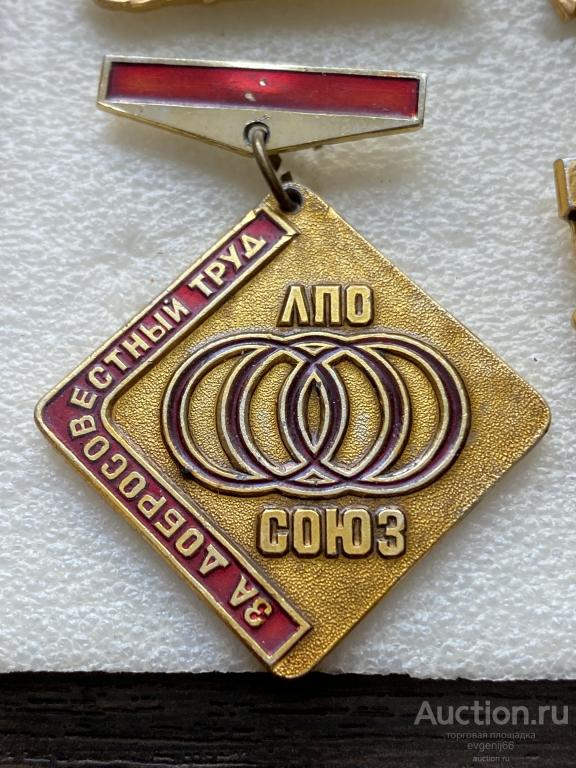 ЛПО
СОЮЗ
ЗА ДОБРОСОВЕСТНЫЙ ТРУД
Auction.ru
торговая площадка
evgenij66
auction.ru